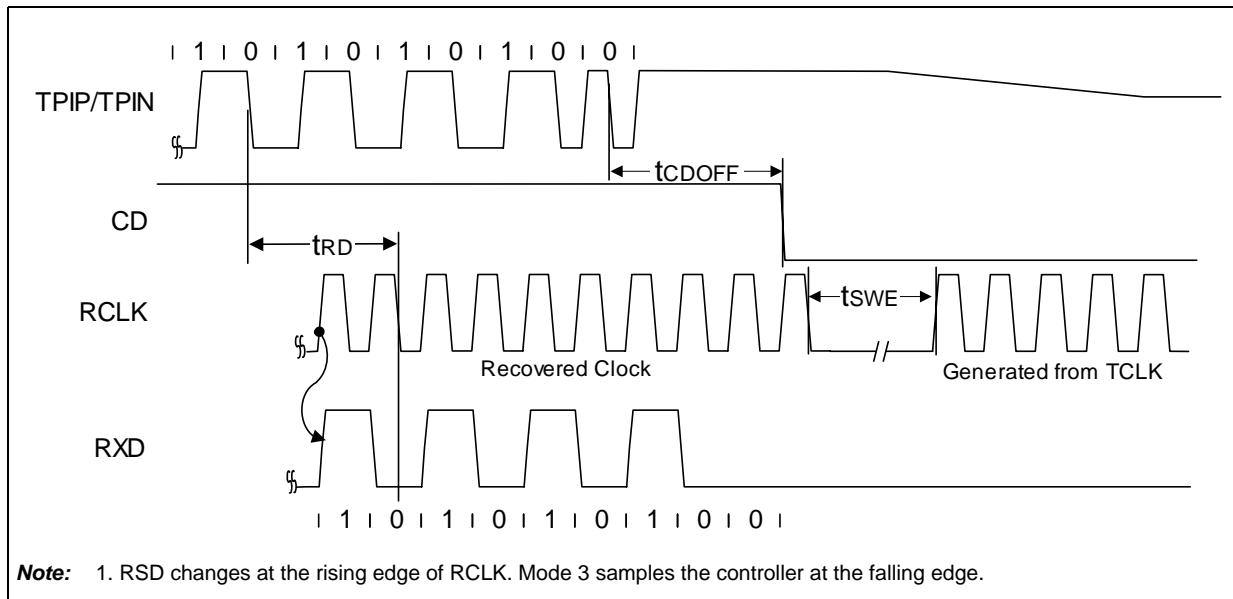 1 0 1 0 1 0 1 0 0
TPIP/TPIN
tCDOFF
CD
tRD
RCLK
tSWE
Recovered Clock
Generated from TCLK
RXD
1 0 1 0 1 0 1 0 0
Note: 1. RSD changes at the rising edge of RCLK. Mode 3 samples the controller at the falling edge.